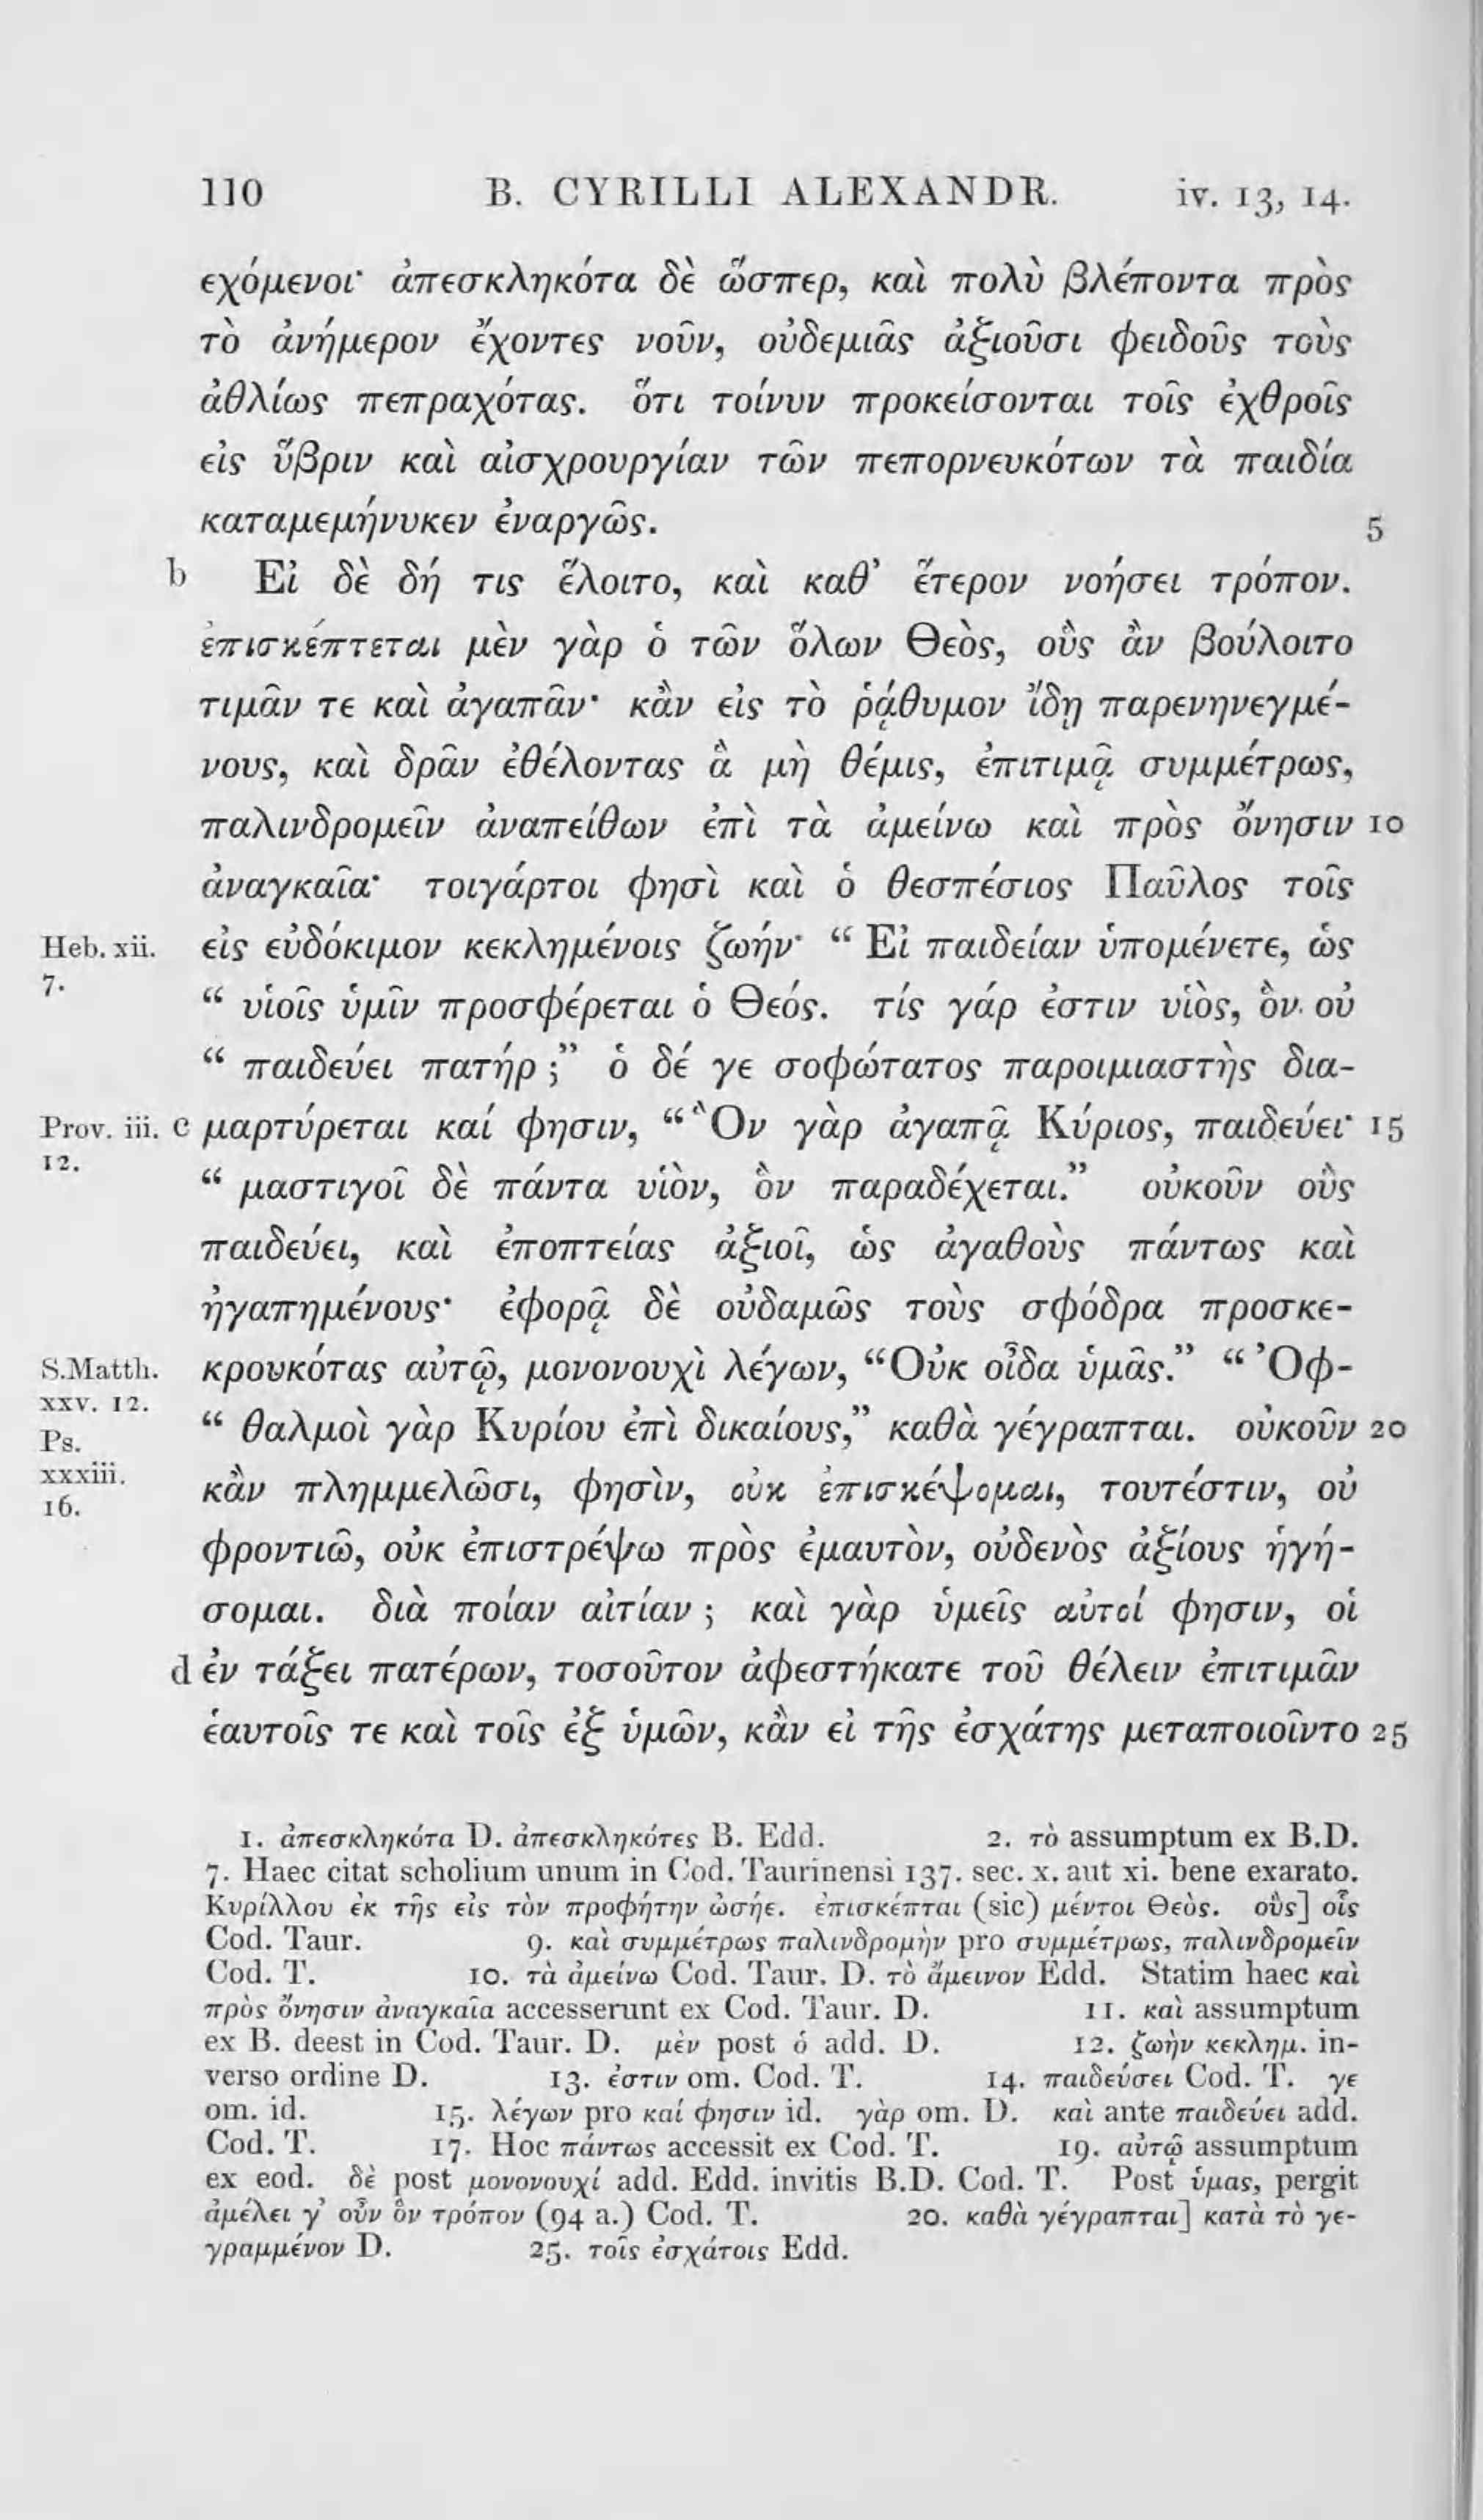 110 B. CYRILLI ALEXANDR. iv. 13, 14.
εχόμενοι· ἀπεσκληκότα δὲ ὥσπερ, καὶ πολὺ βλέποντα πρὸς
τὸ ἀνήμερον ἔχοντες νοῦν, οὐδεμιᾶς ἀξιοῦσι φειδοῦς τοὺς
ἀθλίως πεπραχότας. ὅτι τοίνυν προκείσονται τοῖς ἐχθροῖς
εἰς ὕβριν καὶ αἰσχρουργίαν τῶν πεπορνευκότων τὰ παιδία
καταμεμήνυκεν ἐναργῶς. 5
b Εἰ δὲ δή τις ἕλοιτο, καὶ καθ’ ἕτερον νοήσει τρόπον.
ἐπισκέπτεται μὲν γὰρ ὁ τῶν ὅλων Θεὸς, οὓς ἂν βούλοιτο
τιμᾶν τε καὶ ἀγαπᾶν· κἂν εἰς τὸ ῥᾴθυμον ἴδῃ παρενηνεγμέ-
νους, καὶ δρᾶν ἐθέλοντας ἃ μὴ θέμις, ἐπιτιμᾷ συμμέτρως,
παλινδρομεῖν ἀναπείθων ἐπὶ τὰ ἀμείνω καὶ πρὸς ὄνησιν 10
ἀναγκαῖα· τοιγάρτοι φησὶ καὶ ὁ θεσπέσιος Παῦλος τοῖς
Heb. xii. εἰς εὐδόκιμον κεκλημένοις ζωήν· “ Εἰ παιδείαν ὑπομένετε, ὡς
7. “ υἱοῖς ὑμῖν προσφέρεται ὁ Θεός. τίς γάρ ἐστιν υἱὸς, ὃν οὐ
“ παιδεύει πατήρ ;” ὁ δέ γε σοφώτατος παροιμιαστὴς δια-
Prov. iii. c μαρτύρεται καί φησιν, “ Ὃν γὰρ ἀγαπᾷ Κύριος, παιδεύει· 15
12. “ μαστιγοῖ δὲ πάντα υἱὸν, ὃν παραδέχεται.” οὐκοῦν οὓς
παιδεύει, καὶ ἐποπτείας ἀξιοῖ, ὡς ἀγαθοὺς πάντως καὶ
ἠγαπημένους· ἐφορᾷ δὲ οὐδαμῶς τοὺς σφόδρα προσκε-
S.Matth. κρουκότας αὐτῷ, μονονουχὶ λέγων, “Οὐκ οἶδα ὑμᾶς.” “ Ὀφ-
xxv. 12.
Ps. “ θαλμοὶ γὰρ Κυρίου ἐπὶ δικαίους,” καθὰ γέγραπται. οὐκοῦν 20
xxxiii. κἂν πλημμελῶσι, φησὶν, οὐκ ἐπισκέψομαι, τουτέστιν, οὐ
16.
φροντιῶ, οὐκ ἐπιστρέψω πρὸς ἐμαυτὸν, οὐδενὸς ἀξίους ἡγή-
σομαι. διὰ ποίαν αἰτίαν ; καὶ γὰρ ὑμεῖς αὐτοί φησιν, οἱ
d ἐν τάξει πατέρων, τοσοῦτον ἀφεστήκατε τοῦ θέλειν ἐπιτιμᾶν
ἑαυτοῖς τε καὶ τοῖς ἐξ ὑμῶν, κἂν εἰ τῆς ἐσχάτης μεταποιοῖντο 25
1. ἀπεσκληκότα D. ἀπεσκληκότες B. Edd. 2. τὸ assumptum ex B.D.
7. Haec citat scholium unum in Cod. Taurinensi 137. sec. x. aut xi. bene exarato.
Κυρίλλου ἐκ τῆς εἰς τὸν προφήτην ὡσήε. ἐπισκέπται (sic) μέντοι Θεὸς. οὓς] οἷς
Cod. Taur. 9. καὶ συμμέτρως παλινδρομὴν pro συμμέτρως, παλινδρομεῖν
Cod. T. 10. τὰ ἀμείνω Cod. Taur. D. τὸ ἄμεινον Edd. Statim haec καὶ
πρὸς ὄνησιν ἀναγκαῖα accesserunt ex Cod. Taur. D. 11. καὶ assumptum
ex B. deest in Cod. Taur. D. μὲν post ὁ add. D. 12. ζωὴν κεκλημ. in-
verso ordine D. 13. ἐστιν om. Cod. T. 14. παιδεύσει Cod. T. γε
om. id. 15. λέγων pro καί φησιν id. γὰρ om. D. καὶ ante παιδεύει add.
Cod. T. 17. Hoc πάντως accessit ex Cod. T. 19. αὐτῷ assumptum
ex eod. δὲ post μονονουχί add. Edd. invitis B.D. Cod. T. Post ὑμας, pergit
ἀμέλει γ’ οὖν ὃν τρόπον (94 a.) Cod. T. 20. καθὰ γέγραπται] κατὰ τὸ γε-
γραμμένον D. 25. τοῖς ἐσχάτοις Edd.